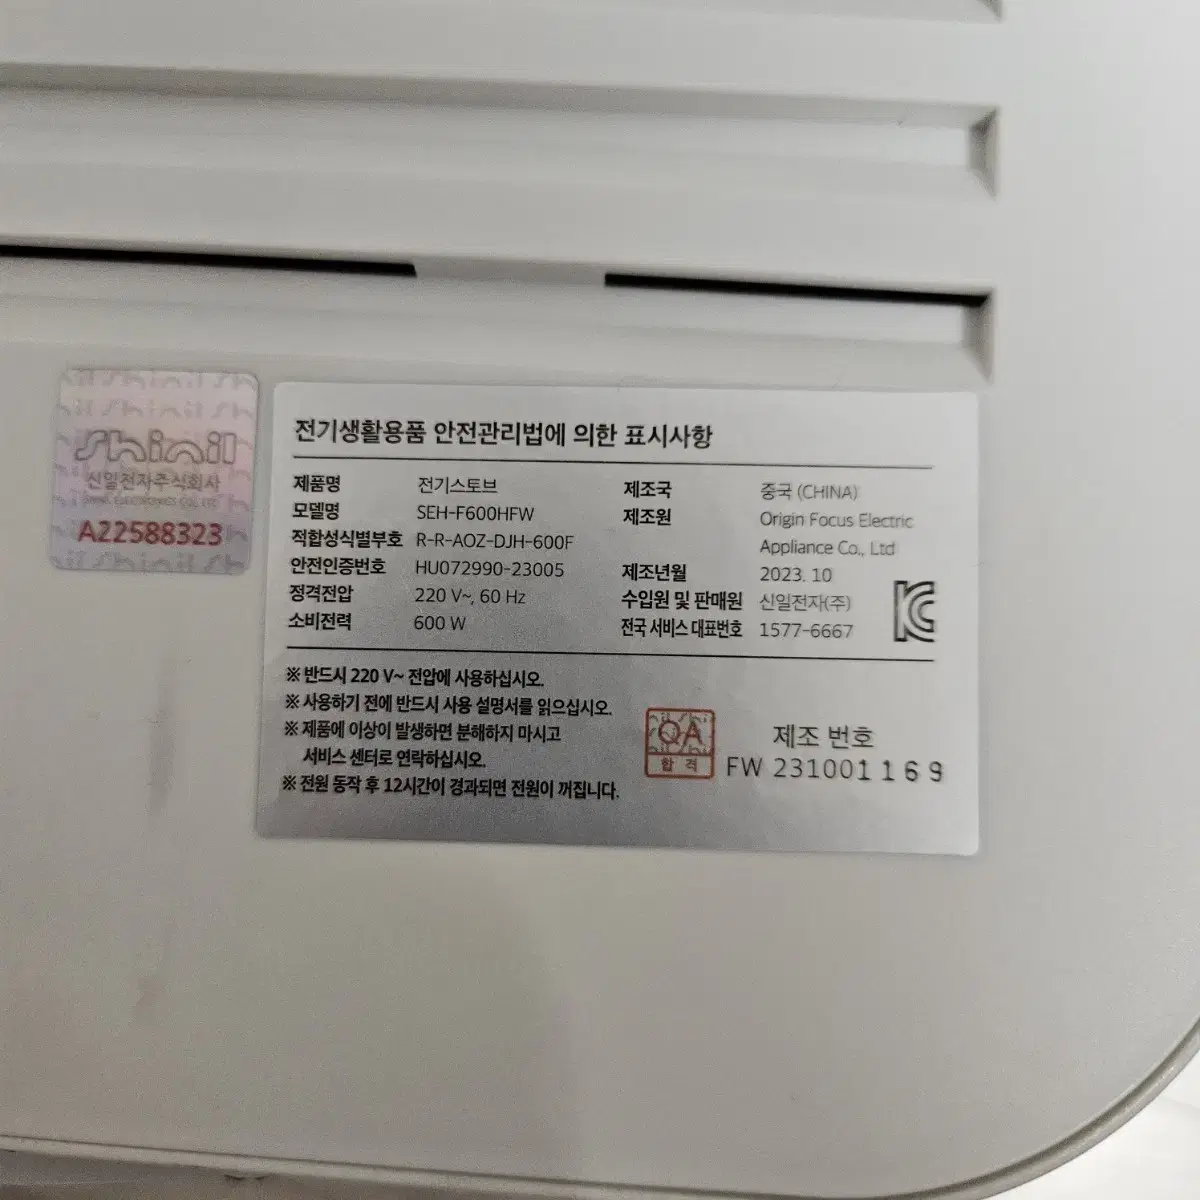 Shinil
신일전자주식회사
SHINIL ELECTRONICS CO., LTD.
A22588323
전기생활용품 안전관리법에 의한 표시사항
제품명 전기스토브
모델명 SEH-F600HFW
적합성식별부호 R-R-AOZ-DJH-600F
안전인증번호 HU072990-23005
정격전압 220 V~, 60 Hz
소비전력 600 W
제조국 중국 (CHINA)
제조원 Origin Focus Electric
Appliance Co., Ltd
제조년월 2023. 10
수입원 및 판매원 신일전자(주)
전국 서비스 대표번호 1577-6667
※ 반드시 220 V~ 전압에 사용하십시오.
※ 사용하기 전에 반드시 사용 설명서를 읽으십시오.
※ 제품에 이상이 발생하면 분해하지 마시고
서비스 센터로 연락하십시오.
※ 전원 동작 후 12시간이 경과되면 전원이 꺼집니다.
QA
합 격
제조 번호
FW 231001169